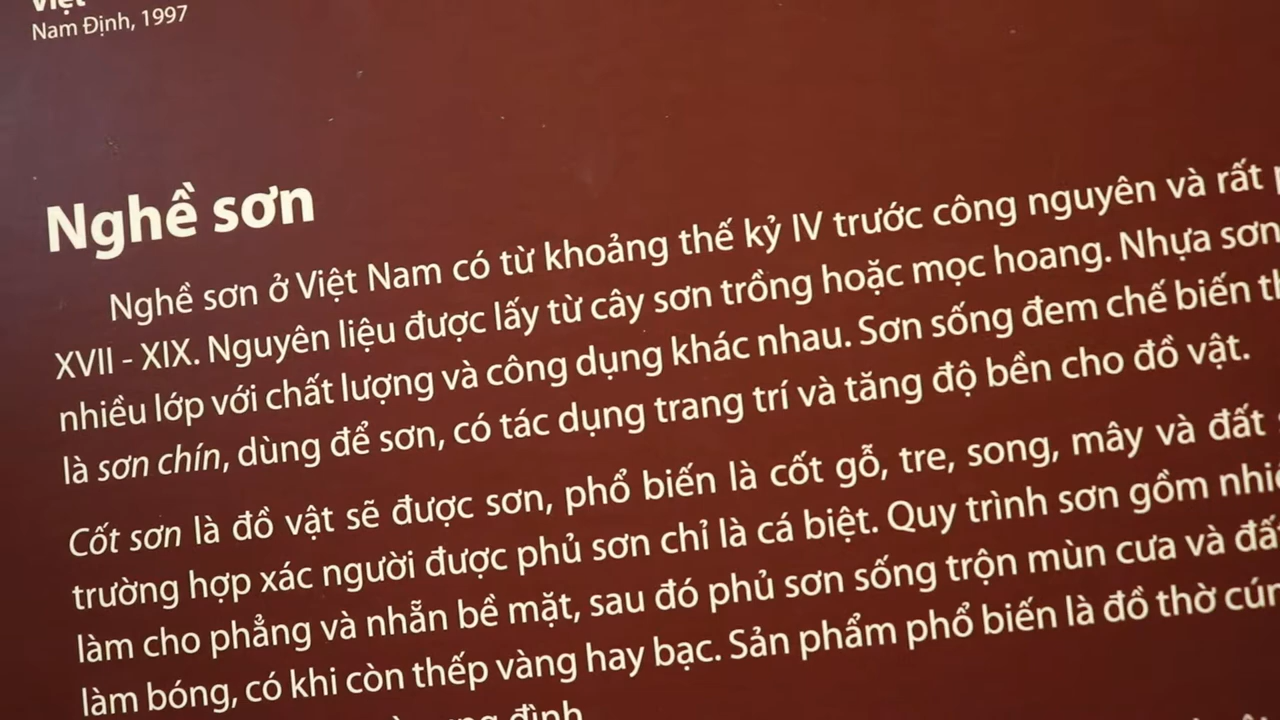 Việt
Nam Định, 1997
Nghề sơn
Nghề sơn ở Việt Nam có từ khoảng thế kỷ IV trước công nguyên và rất
XVII - XIX. Nguyên liệu được lấy từ cây sơn trồng hoặc mọc hoang. Nhựa sơn
nhiều lớp với chất lượng và công dụng khác nhau. Sơn sống đem chế biến
là sơn chín, dùng để sơn, có tác dụng trang trí và tăng độ bền cho đồ vật.
Cốt sơn là đồ vật sẽ được sơn, phổ biến là cốt gỗ, tre, song, mây và đất
trường hợp xác người được phủ sơn chỉ là cá biệt. Quy trình sơn gồm
làm cho phẳng và nhẵn bề mặt, sau đó phủ sơn sống trộn mùn cưa và
làm bóng, có khi còn thếp vàng hay bạc. Sản phẩm phổ biến là đồ thờ
đình